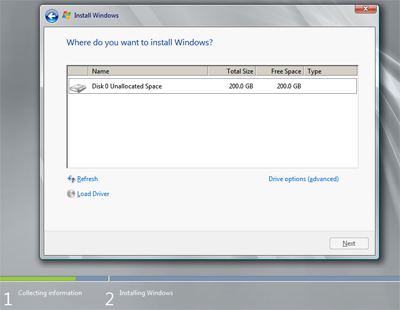 Install Windows
Where do you want to install Windows?
Name Total Size Free Space Type
Disk 0 Unallocated Space 200.0 GB 200.0 GB
Refresh Drive options (advanced)
Load Driver
Next
1 Collecting information 2 Installing Windows